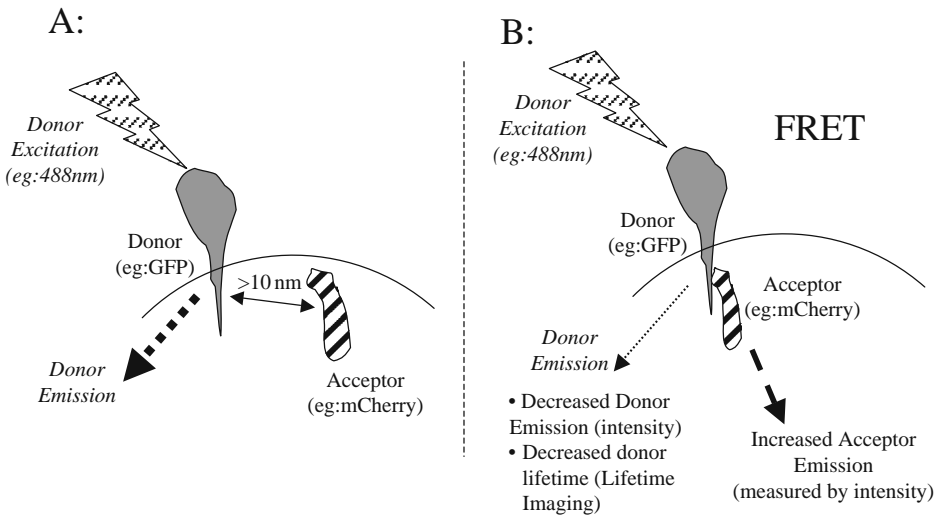 A:
Donor
Excitation
(eg:488nm)
Donor
(eg:GFP)
>10 nm
Donor
Emission
Acceptor
(eg:mCherry)
B:
FRET
Donor
Excitation
(eg:488nm)
Donor
(eg:GFP)
Acceptor
(eg:mCherry)
Donor
Emission
• Decreased Donor
Emission (intensity)
• Decreased donor
lifetime (Lifetime
Imaging)
Increased Acceptor
Emission
(measured by intensity)